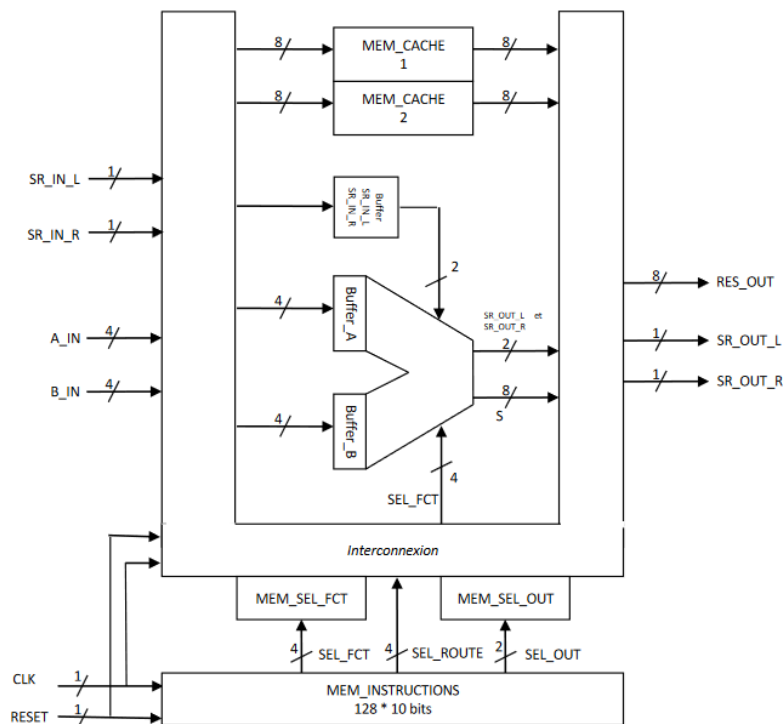 8
MEM_CACHE
1
8
8
MEM_CACHE
2
8
SR_IN_L
1
SR_IN_R
1
Buffer
SR_IN_L
SR_IN_R
2
A_IN
4
B_IN
4
4
Buffer_A
4
Buffer_B
SR_OUT_L et
SR_OUT_R
2
8
S
4
SEL_FCT
8
RES_OUT
1
SR_OUT_L
1
SR_OUT_R
Interconnexion
MEM_SEL_FCT
MEM_SEL_OUT
4
SEL_FCT
4
SEL_ROUTE
2
SEL_OUT
CLK
1
RESET
1
MEM_INSTRUCTIONS
128 * 10 bits